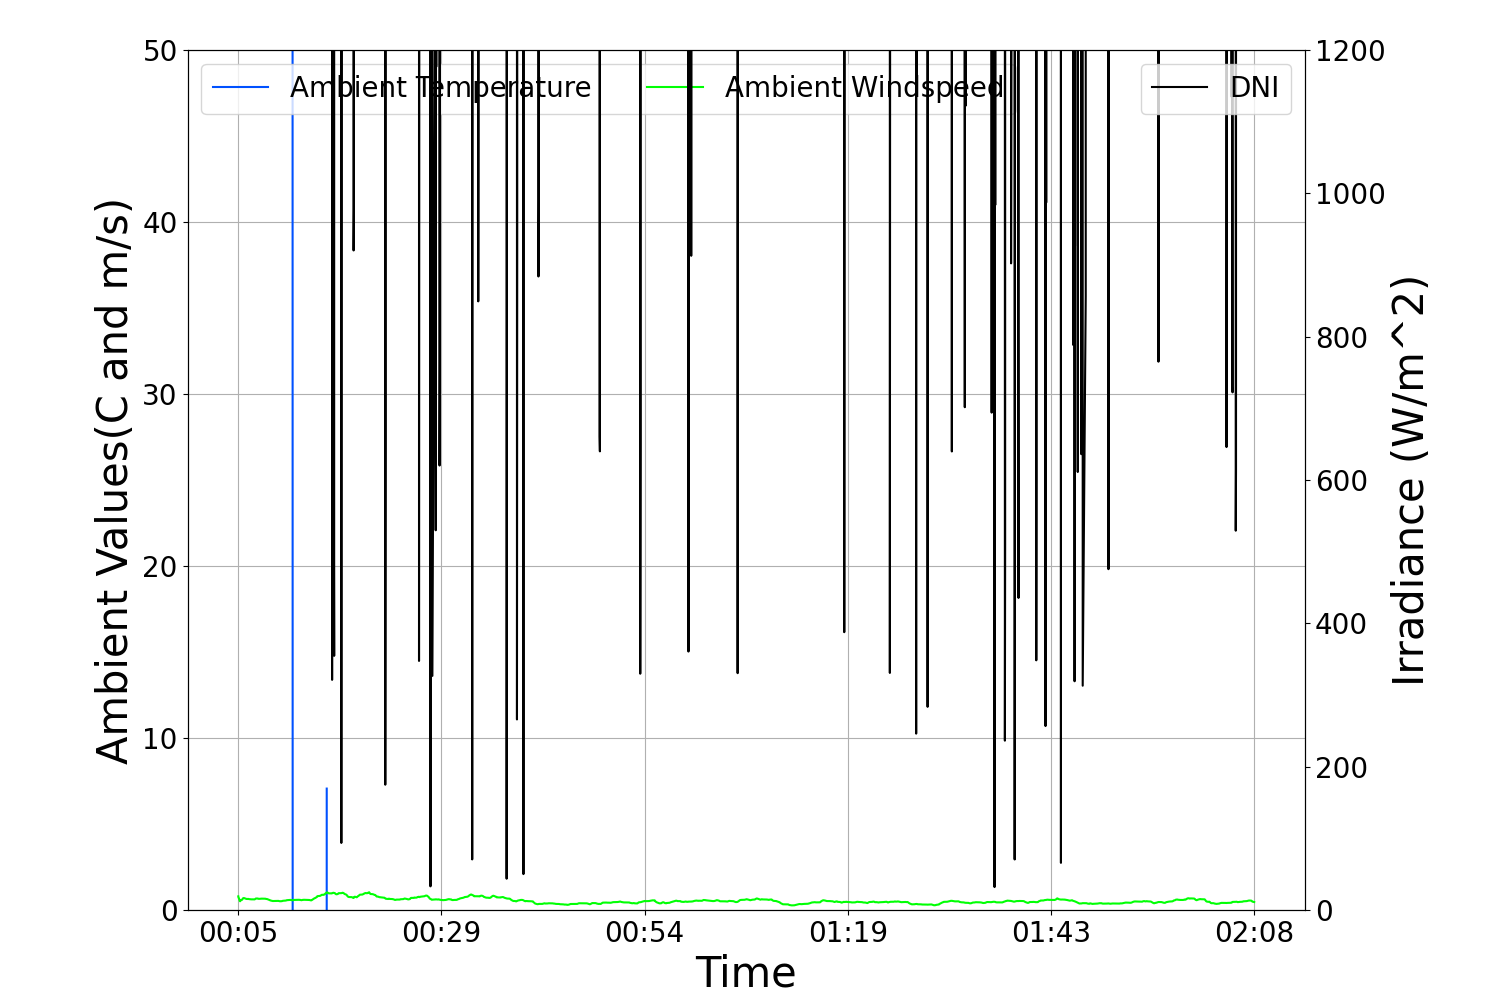 Ambient Temperature
Ambient Windspeed
DNI
Ambient Values(C and m/s)
50
40
30
20
10
0
1200
1000
800
600
400
200
0
Irradiance (W/m^2)
00:05 00:29 00:54 01:19 01:43 02:08
Time